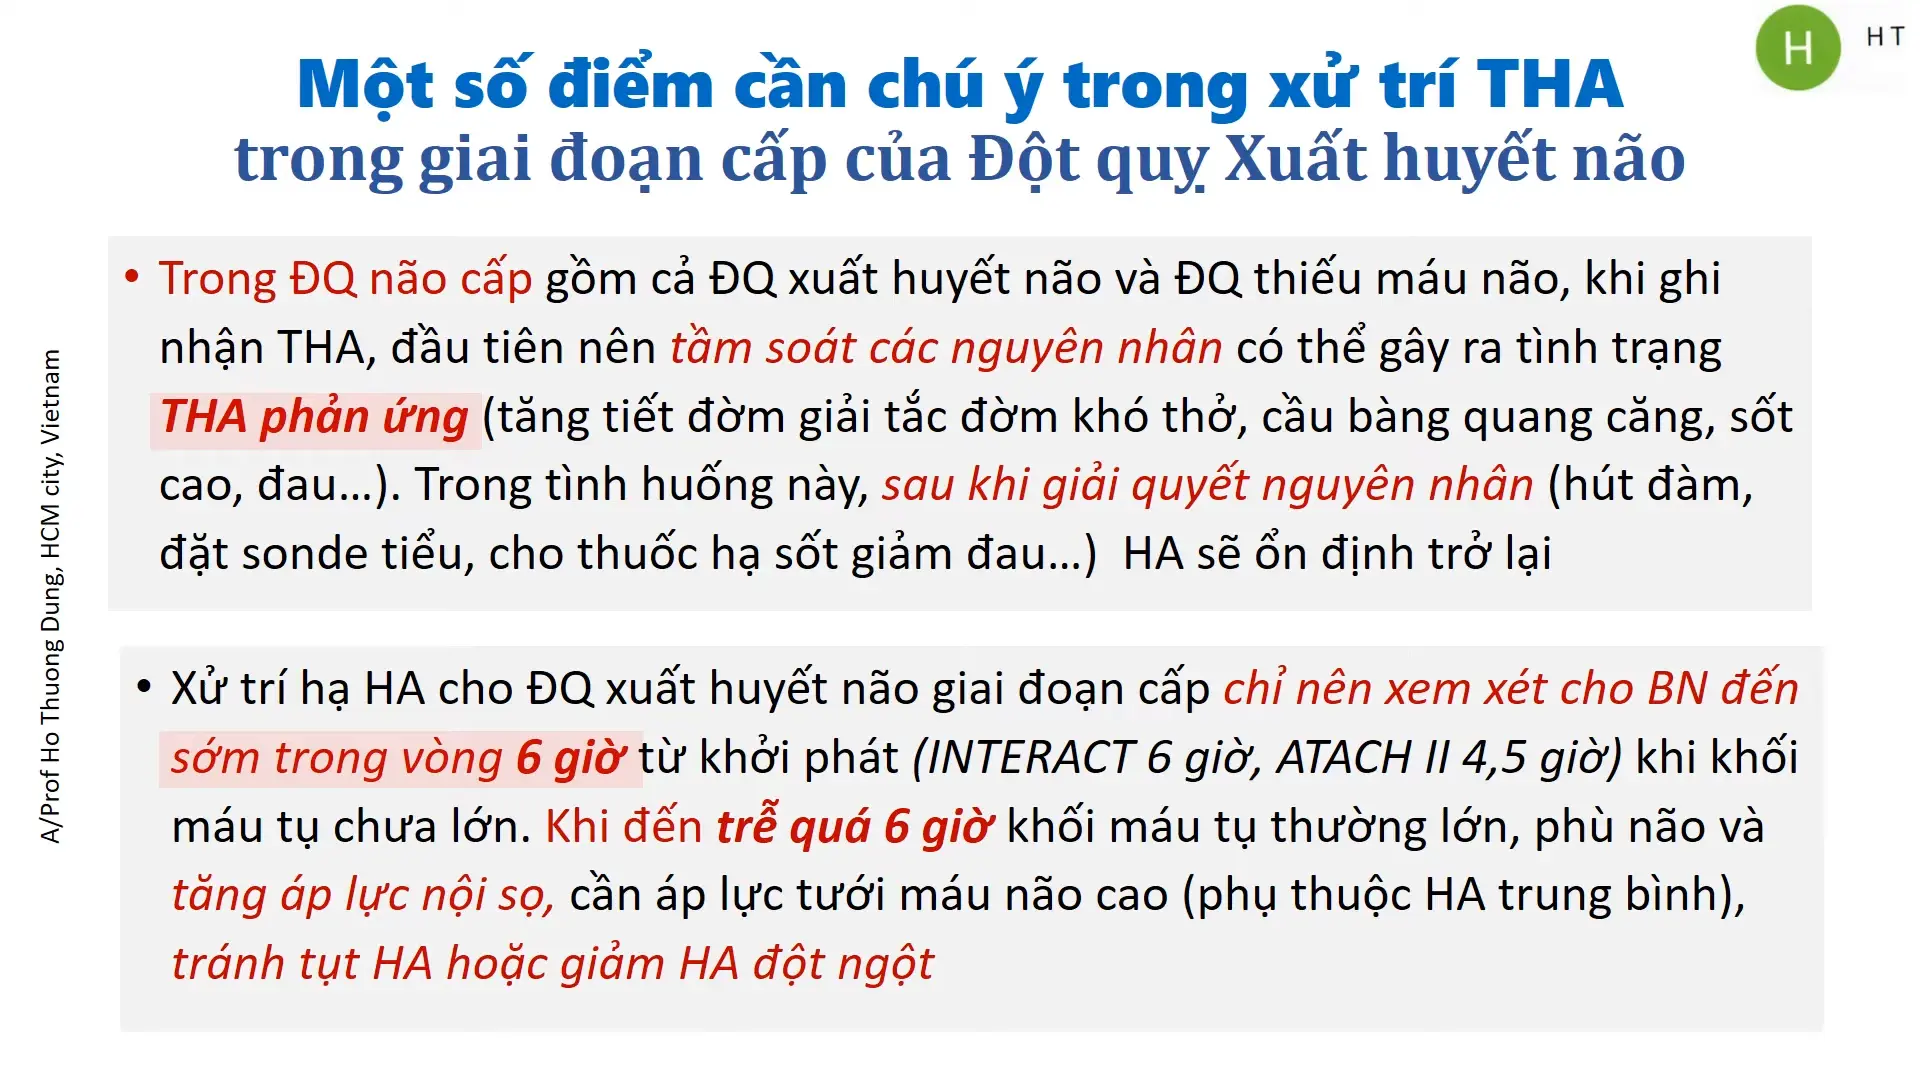 H
H T
Một số điểm cần chú ý trong xử trí THA
trong giai đoạn cấp của Đột quỵ Xuất huyết não
• Trong ĐQ não cấp gồm cả ĐQ xuất huyết não và ĐQ thiếu máu não, khi ghi
nhận THA, đầu tiên nên tầm soát các nguyên nhân có thể gây ra tình trạng
THA phản ứng (tăng tiết đờm giải tắc đờm khó thở, cầu bàng quang căng, sốt
cao, đau...). Trong tình huống này, sau khi giải quyết nguyên nhân (hút đàm,
đặt sonde tiểu, cho thuốc hạ sốt giảm đau...) HA sẽ ổn định trở lại
• Xử trí hạ HA cho ĐQ xuất huyết não giai đoạn cấp chỉ nên xem xét cho BN đến
sớm trong vòng 6 giờ từ khởi phát (INTERACT 6 giờ, ATACH II 4,5 giờ) khi khối
máu tụ chưa lớn. Khi đến trễ quá 6 giờ khối máu tụ thường lớn, phù não và
tăng áp lực nội sọ, cần áp lực tưới máu não cao (phụ thuộc HA trung bình),
tránh tụt HA hoặc giảm HA đột ngột
A/Prof Ho Thuong Dung, HCM city, Vietnam